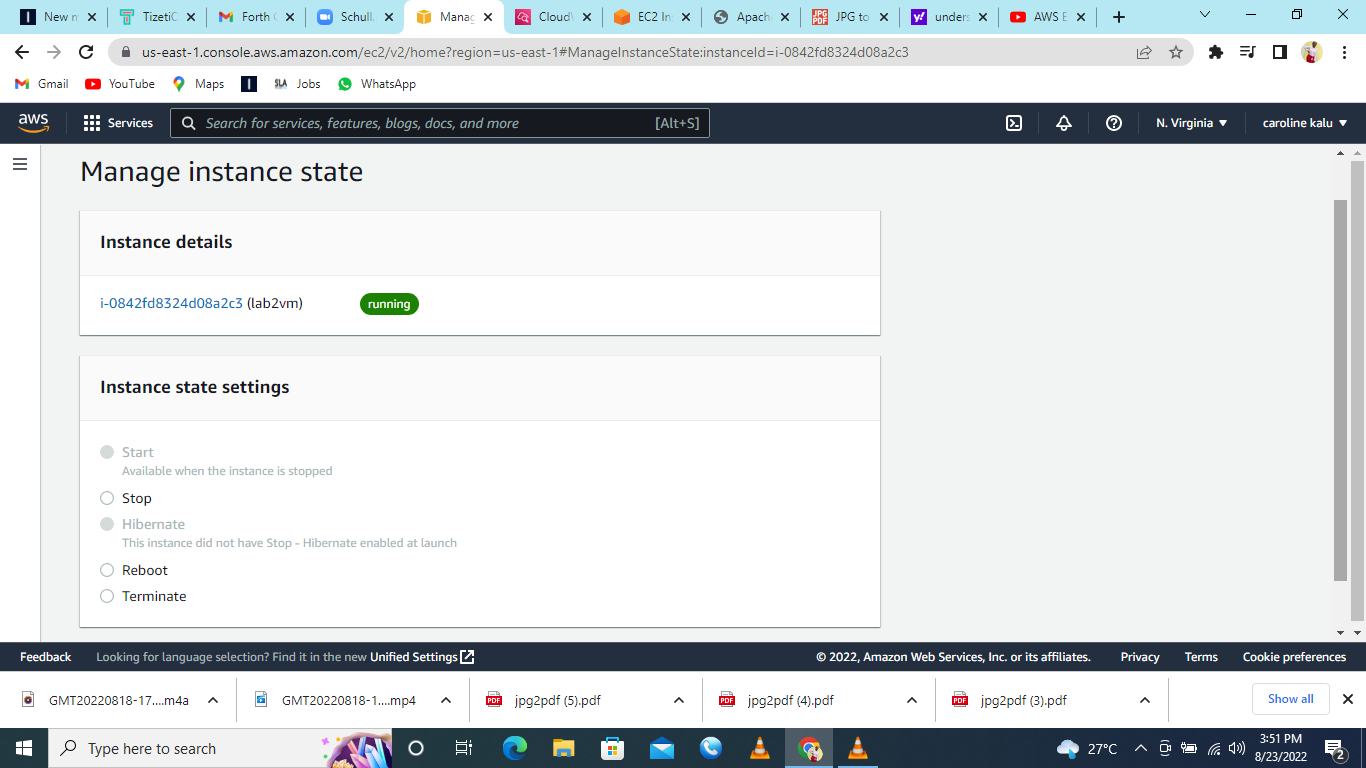 New m
TizetiC
Forth C
Schull.
Manag
CloudW
EC2 In
Apach
JPG to
unders
AWS E
us-east-1.console.aws.amazon.com/ec2/v2/home?region=us-east-1#ManageInstanceState:instanceId=i-0842fd8324d08a2c3
Gmail YouTube Maps SLA Jobs WhatsApp
aws Services Search for services, features, blogs, docs, and more [Alt+S] N. Virginia caroline kalu
Manage instance state
Instance details
i-0842fd8324d08a2c3 (lab2vm) running
Instance state settings
Start
Available when the instance is stopped
Stop
Hibernate
This instance did not have Stop - Hibernate enabled at launch
Reboot
Terminate
Feedback Looking for language selection? Find it in the new Unified Settings © 2022, Amazon Web Services, Inc. or its affiliates. Privacy Terms Cookie preferences
GMT20220818-17....m4a GMT20220818-1....mp4 PDF jpg2pdf (5).pdf PDF jpg2pdf (4).pdf PDF jpg2pdf (3).pdf Show all
Type here to search 27°C 3:51 PM
8/23/2022 2